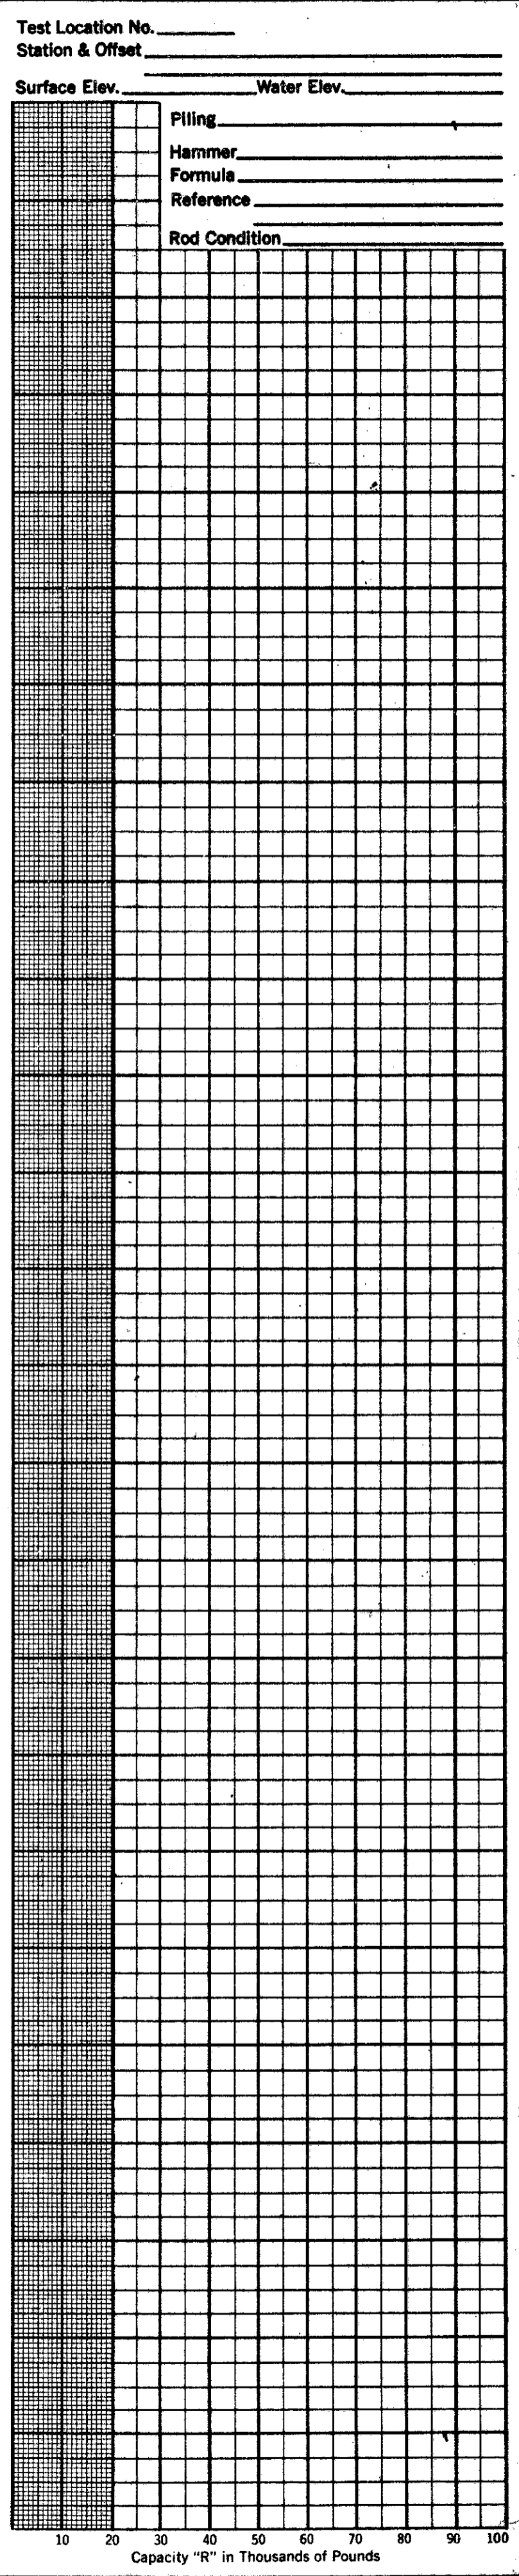 Test Location No.
Station & Offset
Surface Elev. Water Elev.
Piling
Hammer
Formula
Reference
Rod Condition
10 20 30 40 50 60 70 80 90 100
Capacity "R" in Thousands of Pounds